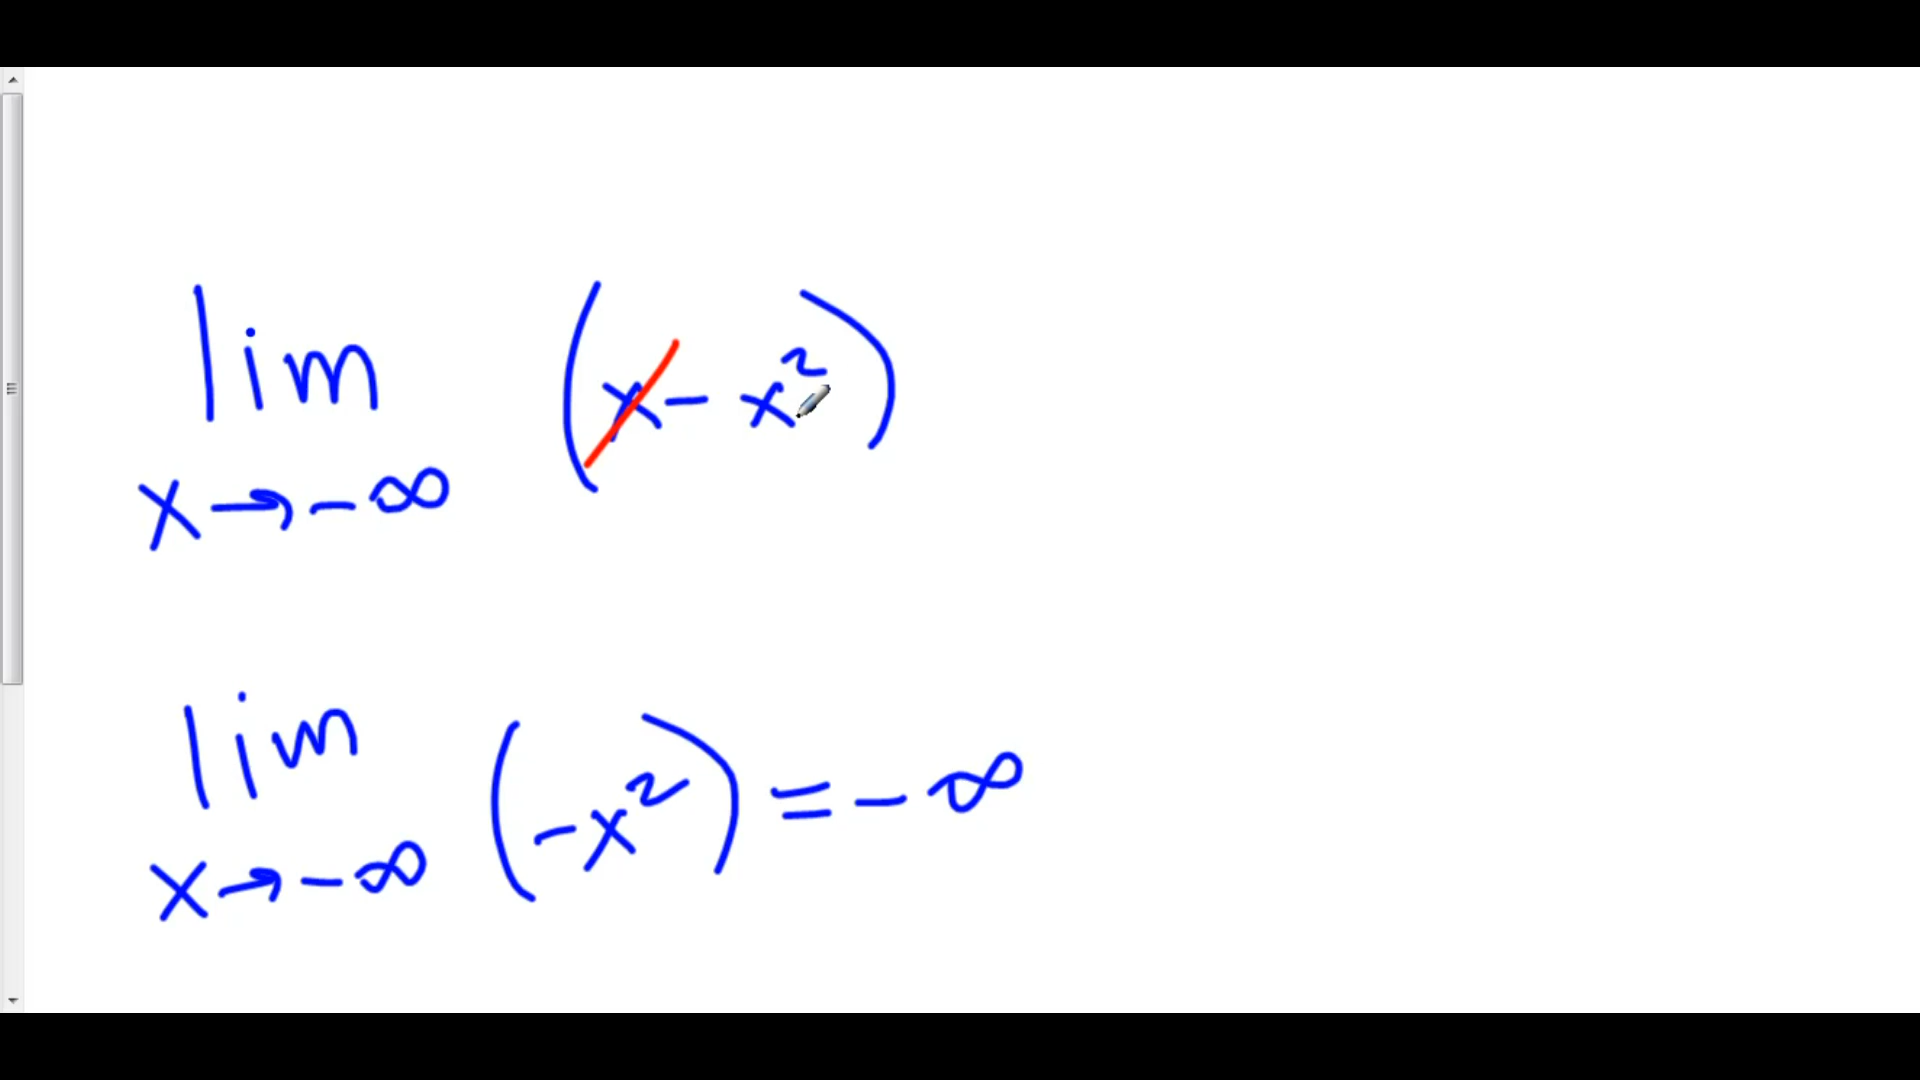 lim (x - x²)
x → -∞
lim (-x²) = -∞
x → -∞